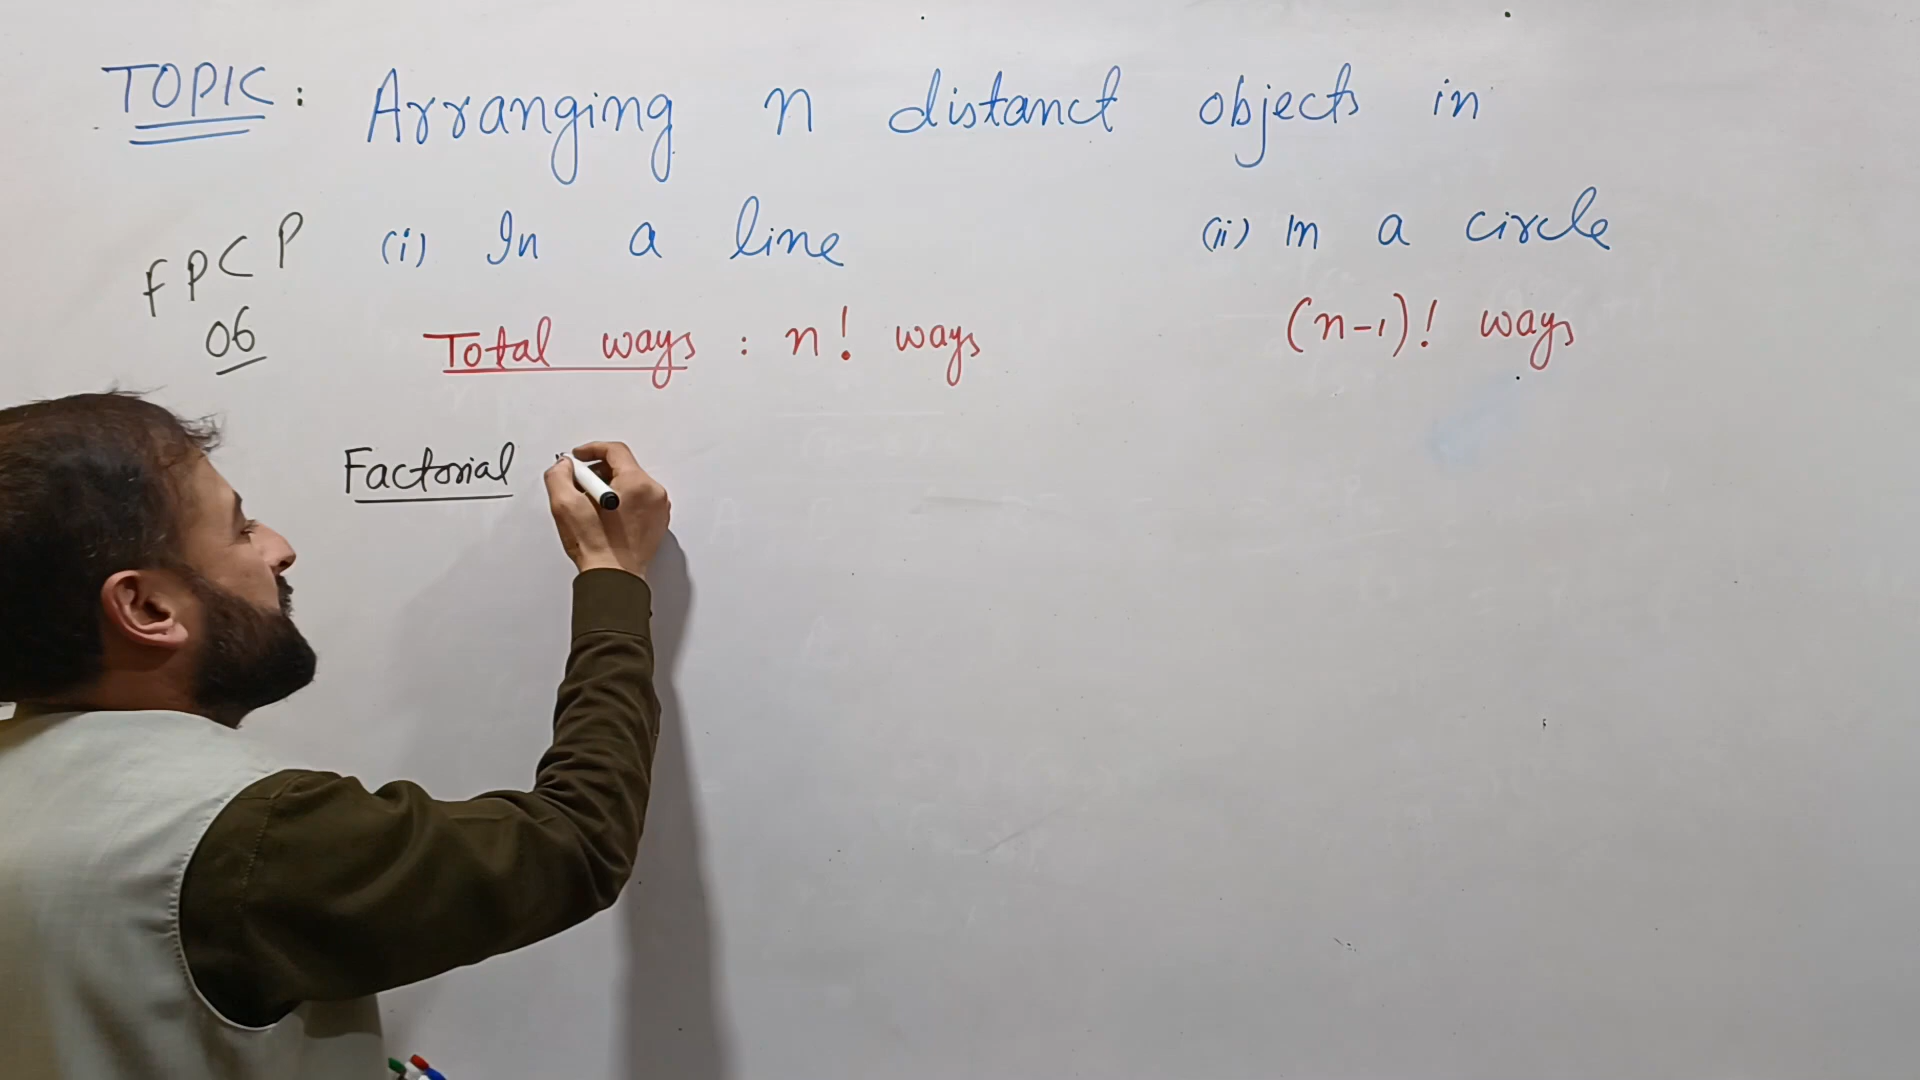 TOPIC: Arranging n distanct objects in
FPCP
06
(i) In a line
(ii) In a circle
Total ways : n! ways
(n-1)! ways
Factorial